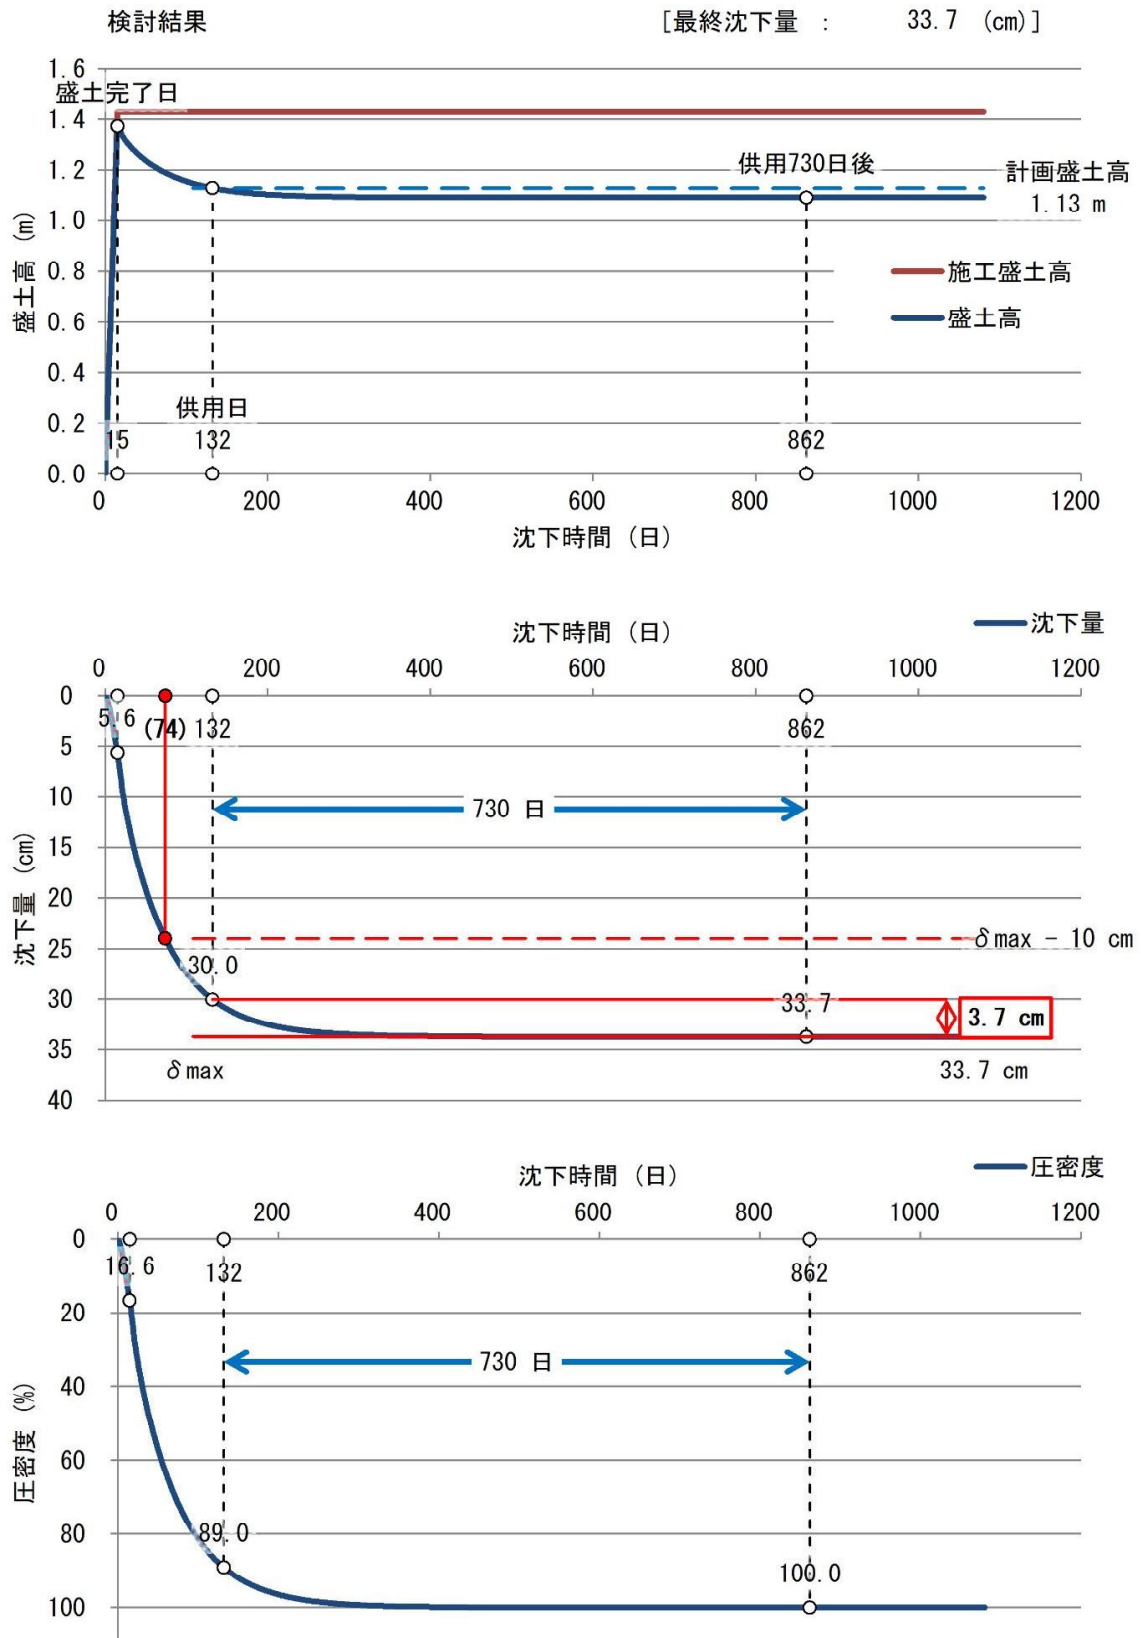 検討結果 [最終沈下量 : 33.7 (cm)]
1.6
盛土完了日
1.4
供用730日後
計画盛土高
1.2
1.13 m
1.0
盛土高 (m)
0.8
施工盛土高
0.6
盛土高
0.4
供用日
0.2
15 132 862
0.0
0 200 400 600 800 1000 1200
沈下時間 (日)
沈下時間 (日) 沈下量
0 200 400 600 800 1000 1200
0
5.6 (74) 132 862
5
10
730 日
15
沈下量 (cm)
20
δmax - 10 cm
25
30.0
30
33.7
3.7 cm
35
δmax 33.7 cm
40
沈下時間 (日) 圧密度
0 200 400 600 800 1000 1200
0
16.6 132 862
20
730 日
40
圧密度 (%)
60
80
89.0
100.0
100